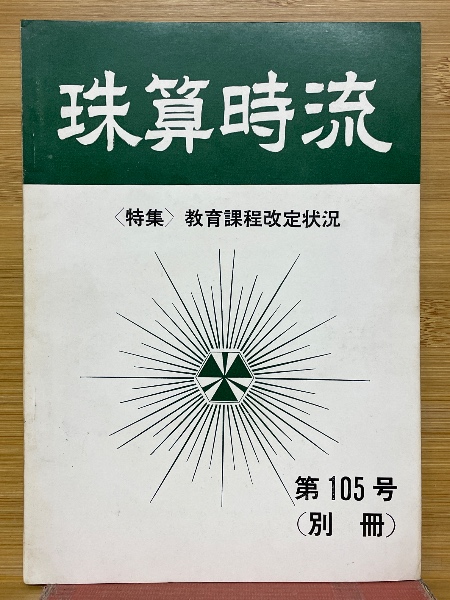 珠算時流
〈特集〉 教育課程改定状況
第105号
(別 冊)